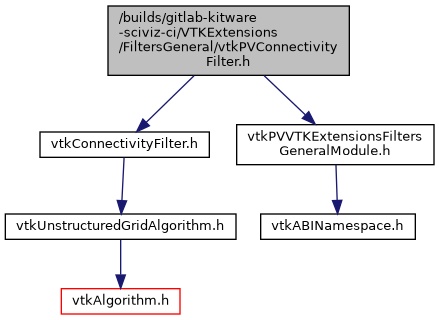 /builds/gitlab-kitware
-sciviz-ci/VTKExtensions
/FiltersGeneral/vtkPVConnectivity
Filter.h
vtkConnectivityFilter.h
vtkPVVTKExtensionsFilters
GeneralModule.h
vtkUnstructuredGridAlgorithm.h
vtkABINamespace.h
vtkAlgorithm.h